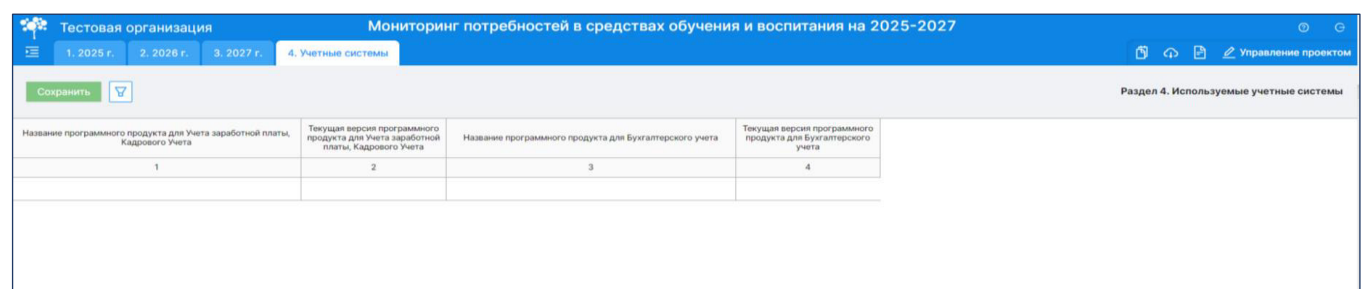 Тестовая организация
Мониторинг потребностей в средствах обучения и воспитания на 2025-2027
1. 2025 г.
2. 2026 г.
3. 2027 г.
4. Учетные системы
Управление проектом
Сохранить
Раздел 4. Используемые учетные системы
Название программного продукта для Учета заработной платы,
Кадрового Учета
Текущая версия программного
продукта для Учета заработной
платы, Кадрового Учета
Название программного продукта для Бухгалтерского учета
Текущая версия программного
продукта для Бухгалтерского
учета
1
2
3
4